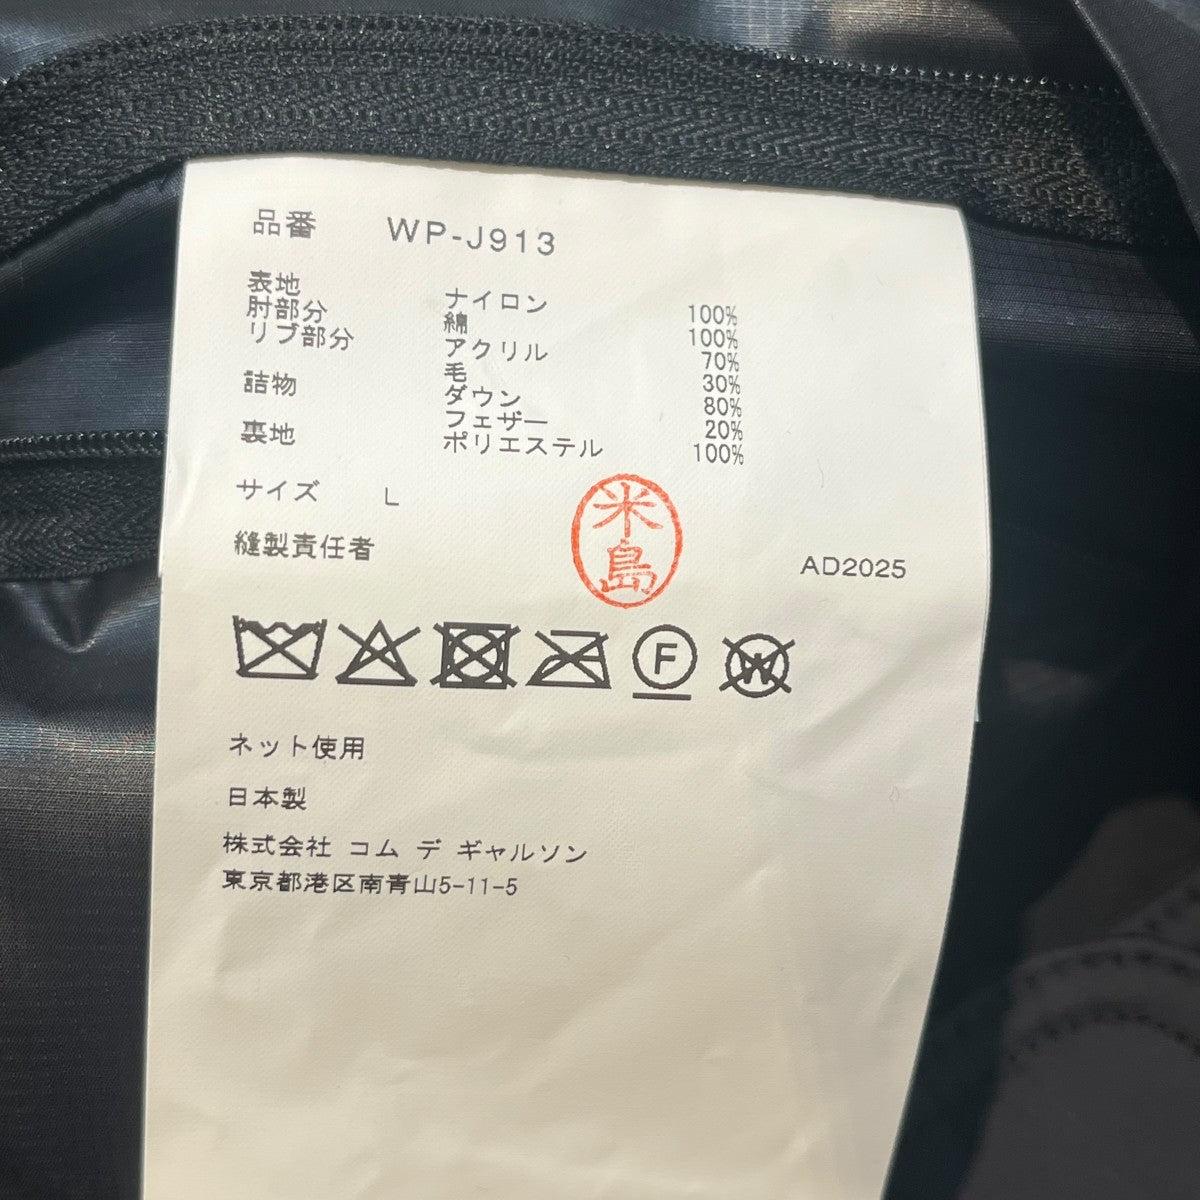 品番 WP-J913
表地 ナイロン 100%
肘部分 綿 100%
リブ部分 アクリル 70%
毛 30%
詰物 ダウン 80%
フェザー 20%
裏地 ポリエステル 100%
サイズ L
縫製責任者 米島 AD2025
F W
ネット使用
日本製
株式会社 コム デ ギャルソン
東京都港区南青山5-11-5